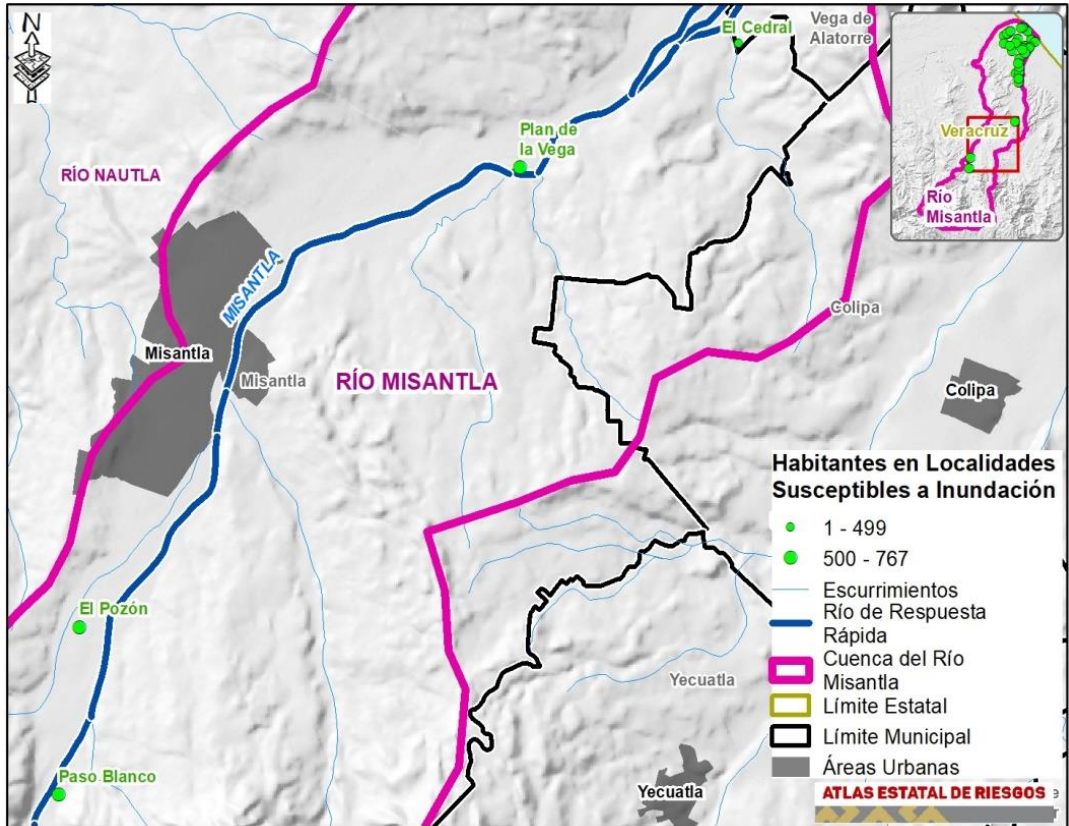 N
El Cedral
Vega de
Alatorre
Veracruz
Río
Misantla
Plan de
la Vega
RÍO NAUTLA
MISANTLA
Misantla
Misantla
RÍO MISANTLA
Colipa
Colipa
El Pozón
Paso Blanco
Yecuatla
Yecuatla
Habitantes en Localidades
Susceptibles a Inundación
1 - 499
500 - 767
Escurrimientos
Río de Respuesta
Rápida
Cuenca del Río
Misantla
Límite Estatal
Límite Municipal
Áreas Urbanas
ATLAS ESTATAL DE RIESGOS